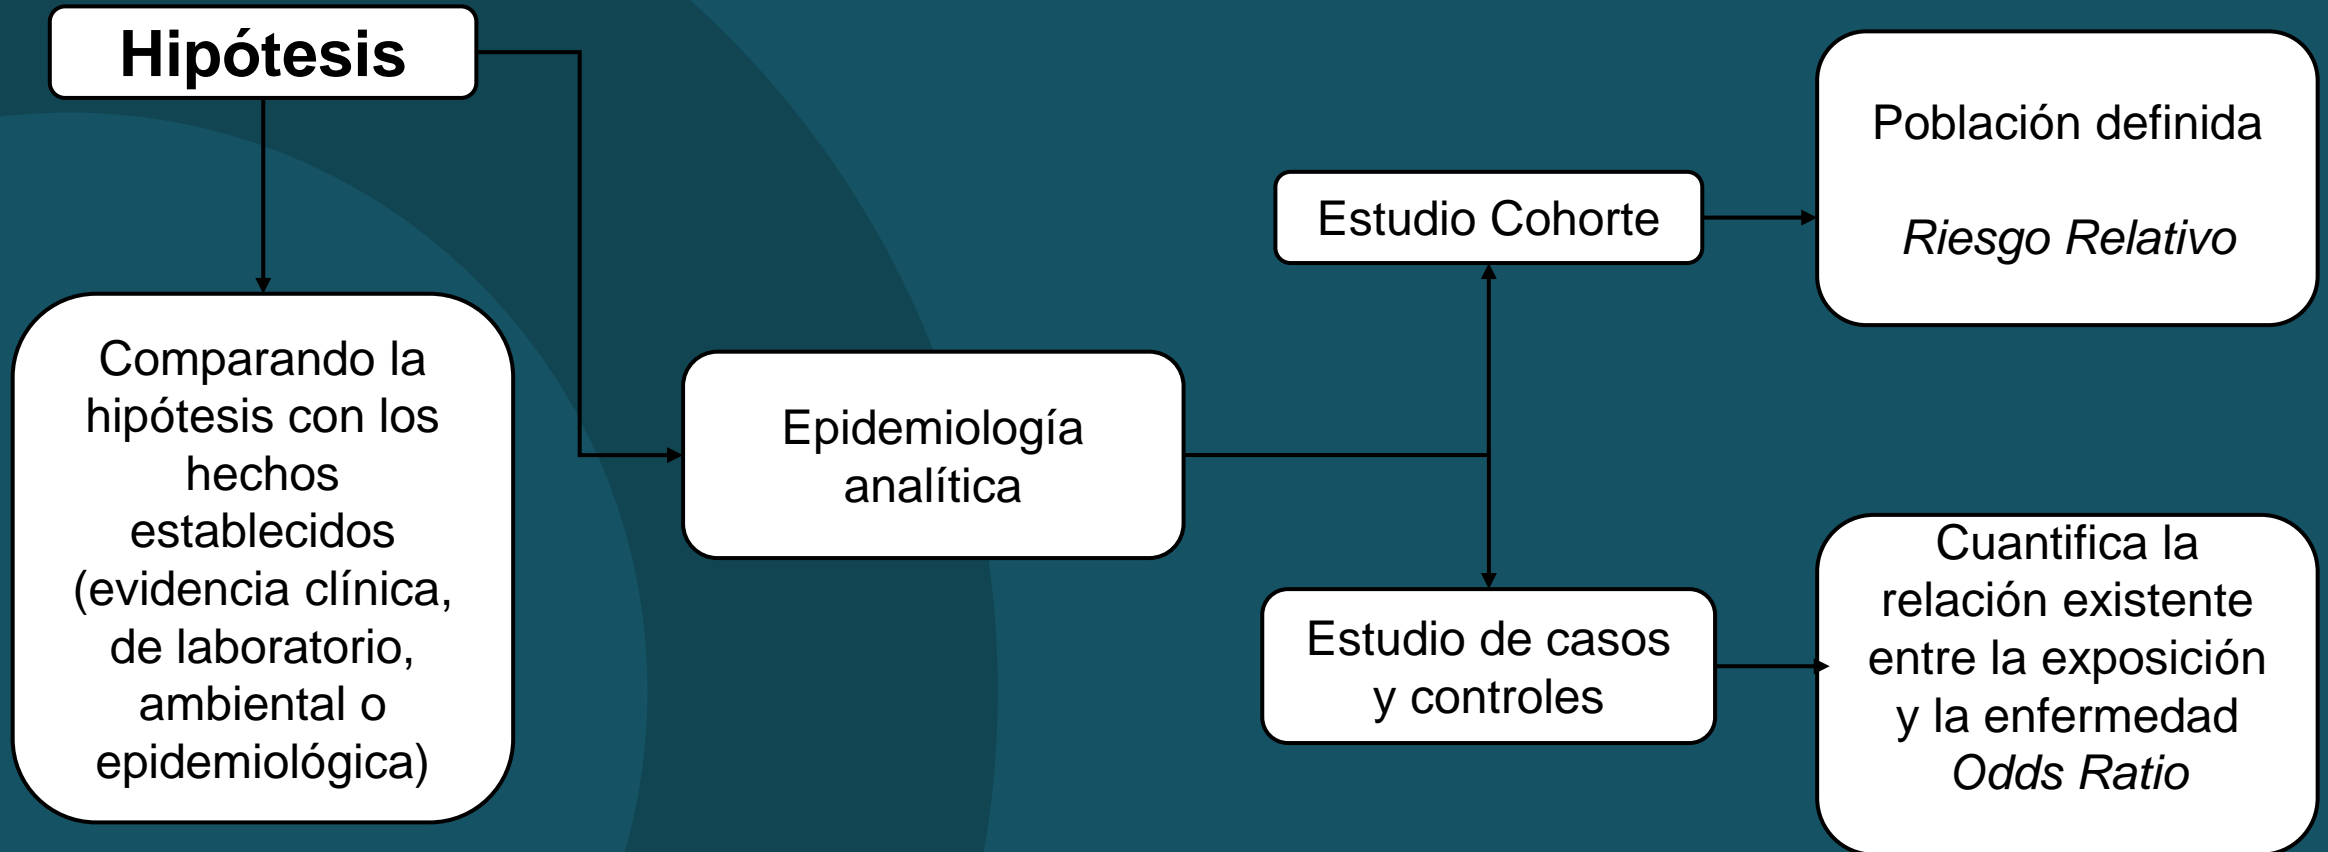 Hipótesis
Comparando la
hipótesis con los
hechos
establecidos
(evidencia clínica,
de laboratorio,
ambiental o
epidemiológica)
Epidemiología
analítica
Estudio Cohorte
Población definida
Riesgo Relativo
Estudio de casos
y controles
Cuantifica la
relación existente
entre la exposición
y la enfermedad
Odds Ratio